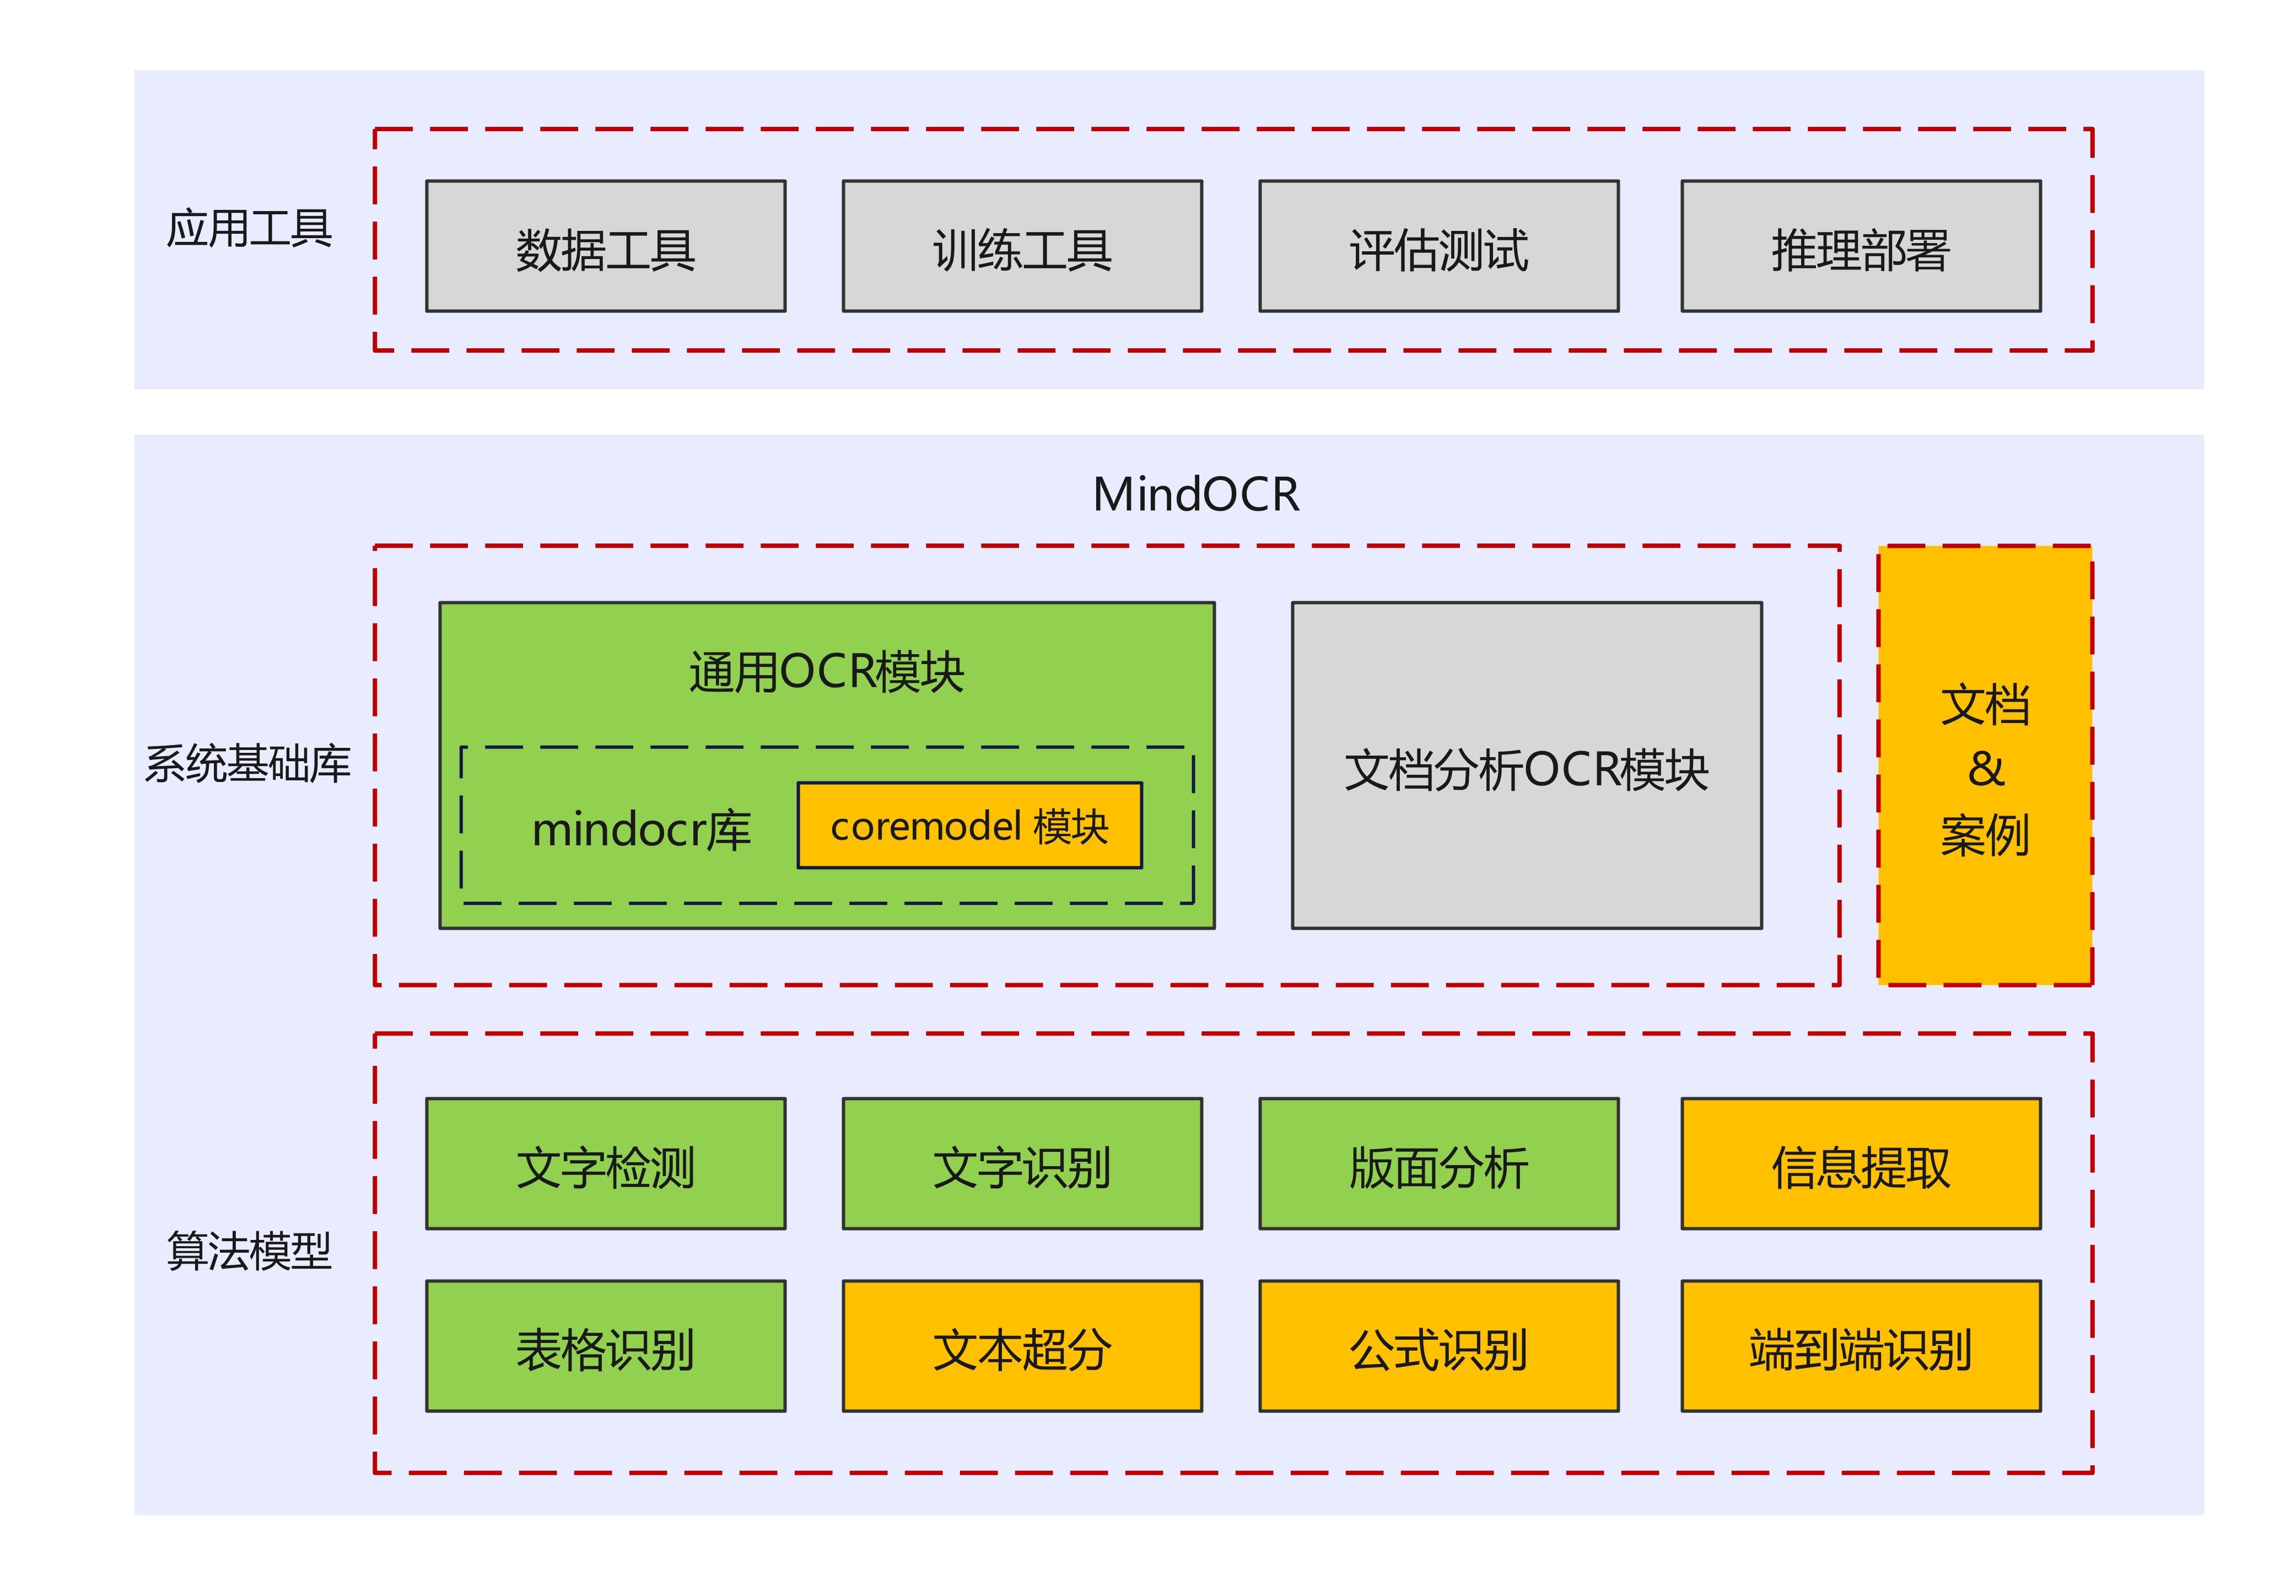 应用工具
数据工具
训练工具
评估测试
推理部署
MindOCR
系统基础库
通用OCR模块
mindocr库
coremodel 模块
文档分析OCR模块
文档
&
案例
算法模型
文字检测
文字识别
版面分析
信息提取
表格识别
文本超分
公式识别
端到端识别